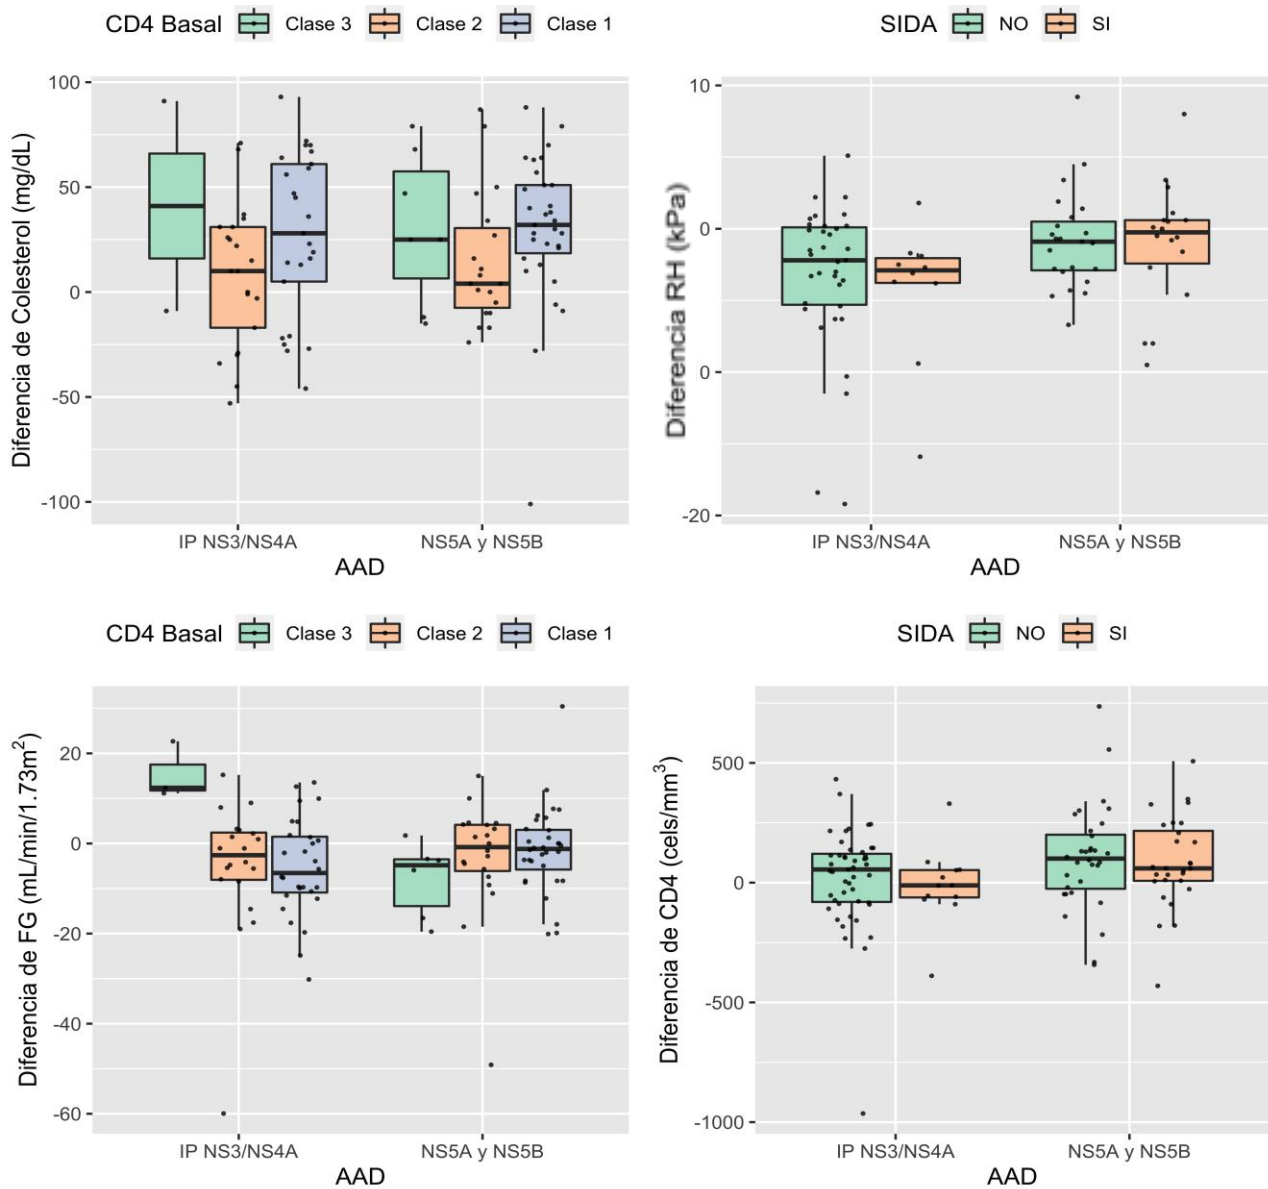 CD4 Basal Clase 3 Clase 2 Clase 1
Diferencia de Colesterol (mg/dL)
100
50
0
-50
-100
IP NS3/NS4A NS5A y NS5B
AAD
SIDA NO SI
Diferencia RH (kPa)
10
0
0
-20
IP NS3/NS4A NS5A y NS5B
AAD
CD4 Basal Clase 3 Clase 2 Clase 1
Diferencia de FG (mL/min/1.73m²)
20
0
-20
-40
-60
IP NS3/NS4A NS5A y NS5B
AAD
SIDA NO SI
Diferencia de CD4 (cels/mm³)
500
0
-500
-1000
IP NS3/NS4A NS5A y NS5B
AAD